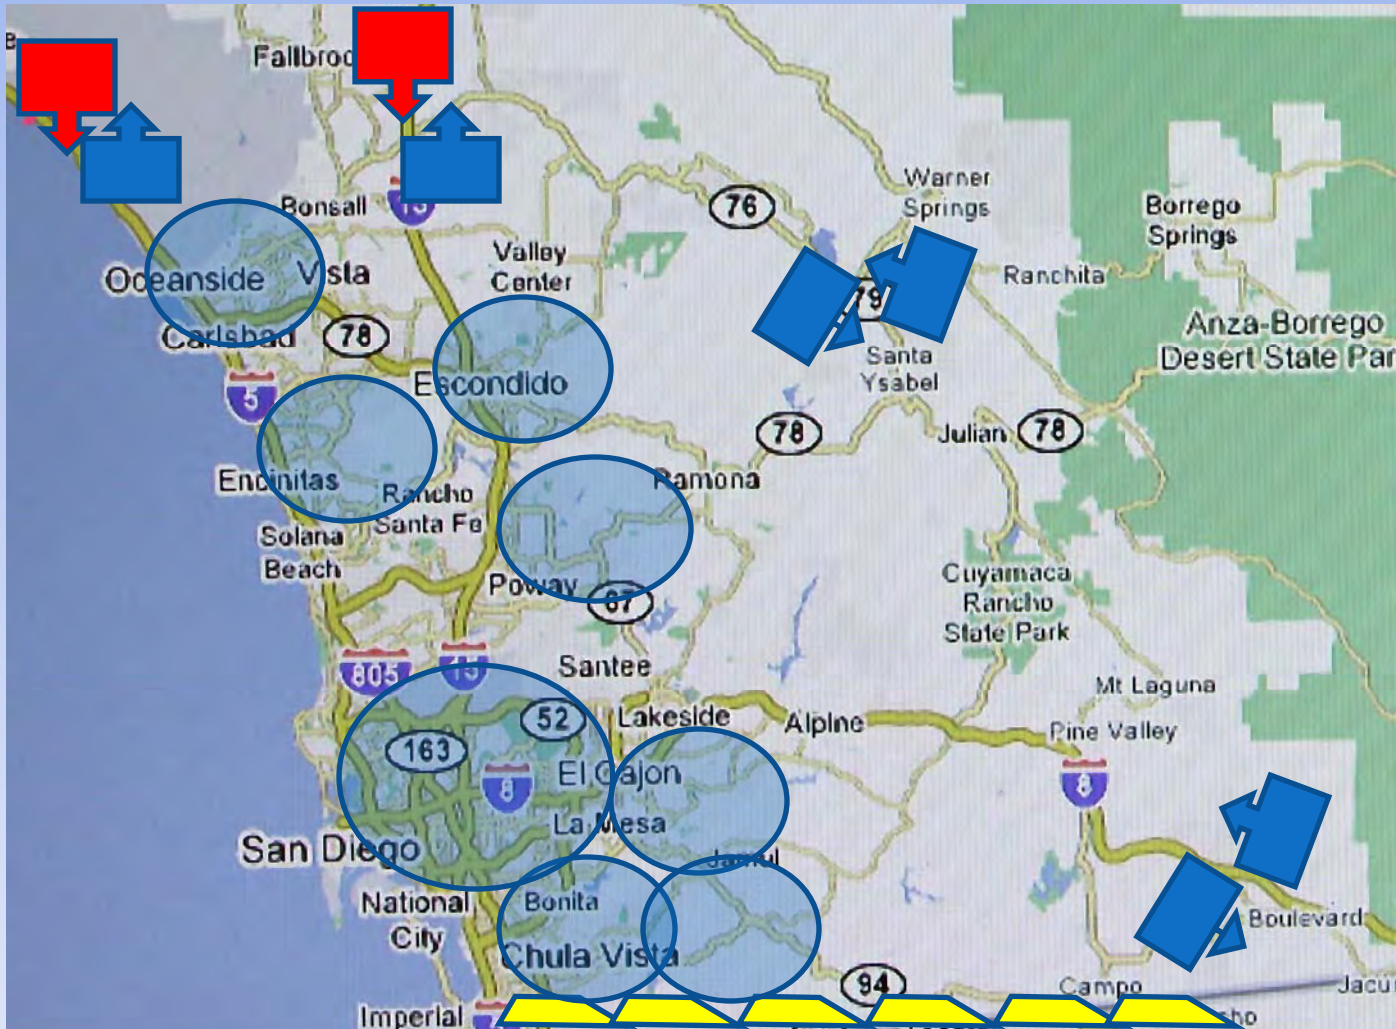 Fallbroo
Bonsall
15
76
Warner
Springs
Borrego
Springs
Valley
Center
Ranchita
Oceanside
Vista
79
Carlsbad
78
Anza-Borrego
Desert State Par
Santa
Ysabel
5
Escondido
78
Julian
78
Encinitas
Rancho
Santa Fe
Ramona
Solana
Beach
Poway
67
Cuyamaca
Rancho
State Park
805
15
Santee
Mt Laguna
52
Lakeside
Alpine
Pine Valley
163
8
El Cajon
8
La Mesa
San Diego
Jamul
National
City
Bonita
Boulevard
Chula Vista
94
Campo
Jacu
Imperial